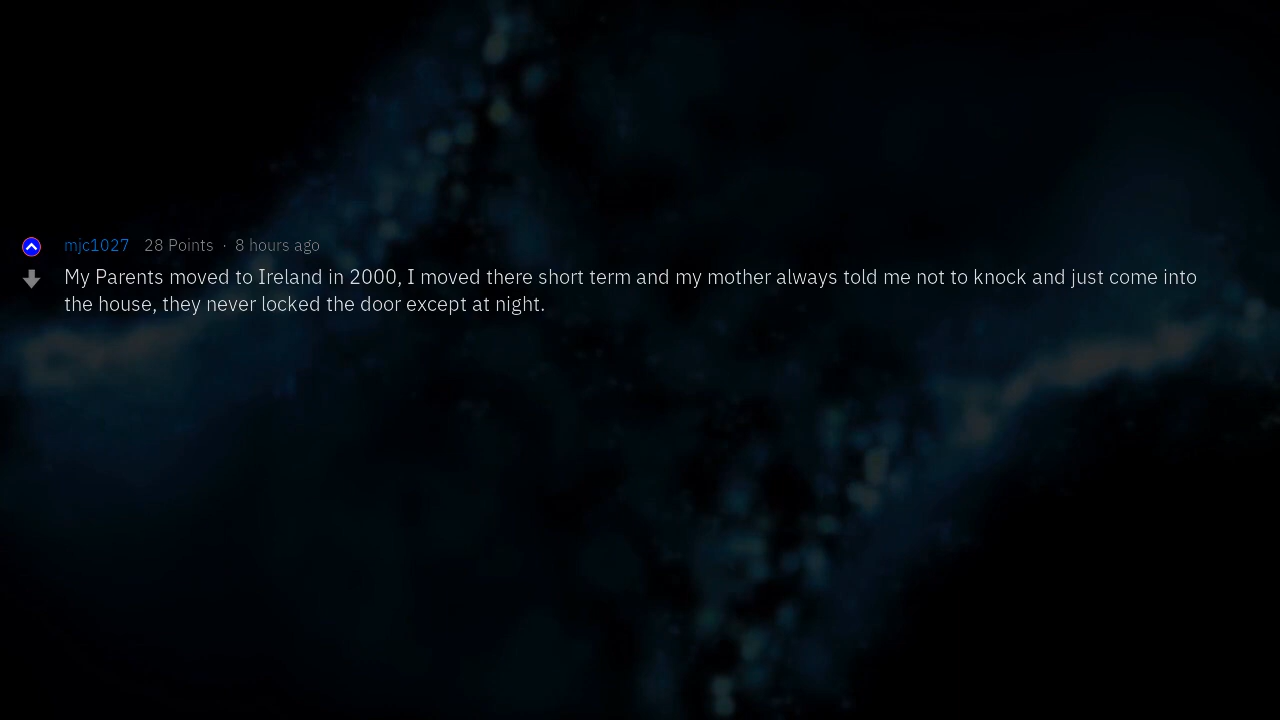 mjc1027 28 Points · 8 hours ago
My Parents moved to Ireland in 2000, I moved there short term and my mother always told me not to knock and just come into
the house, they never locked the door except at night.